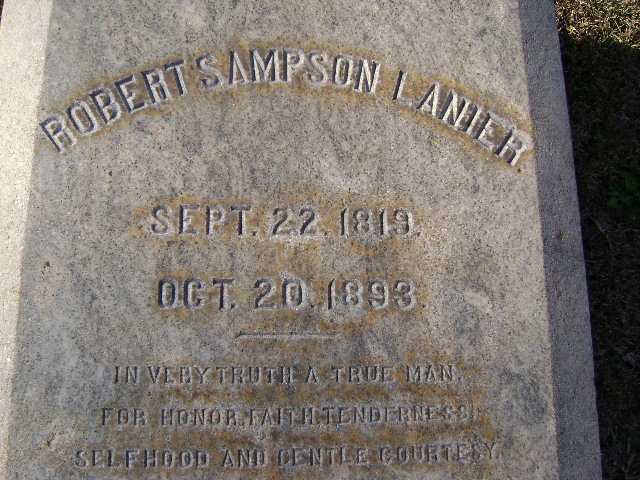 ROBERT SAMPSON LANIER
SEPT. 22. 1819.
OCT. 20. 1893
IN VERY TRUTH A TRUE MAN.
FOR HONOR, FAITH, TENDERNESS,
SELFHOOD AND GENTLE COURTESY.